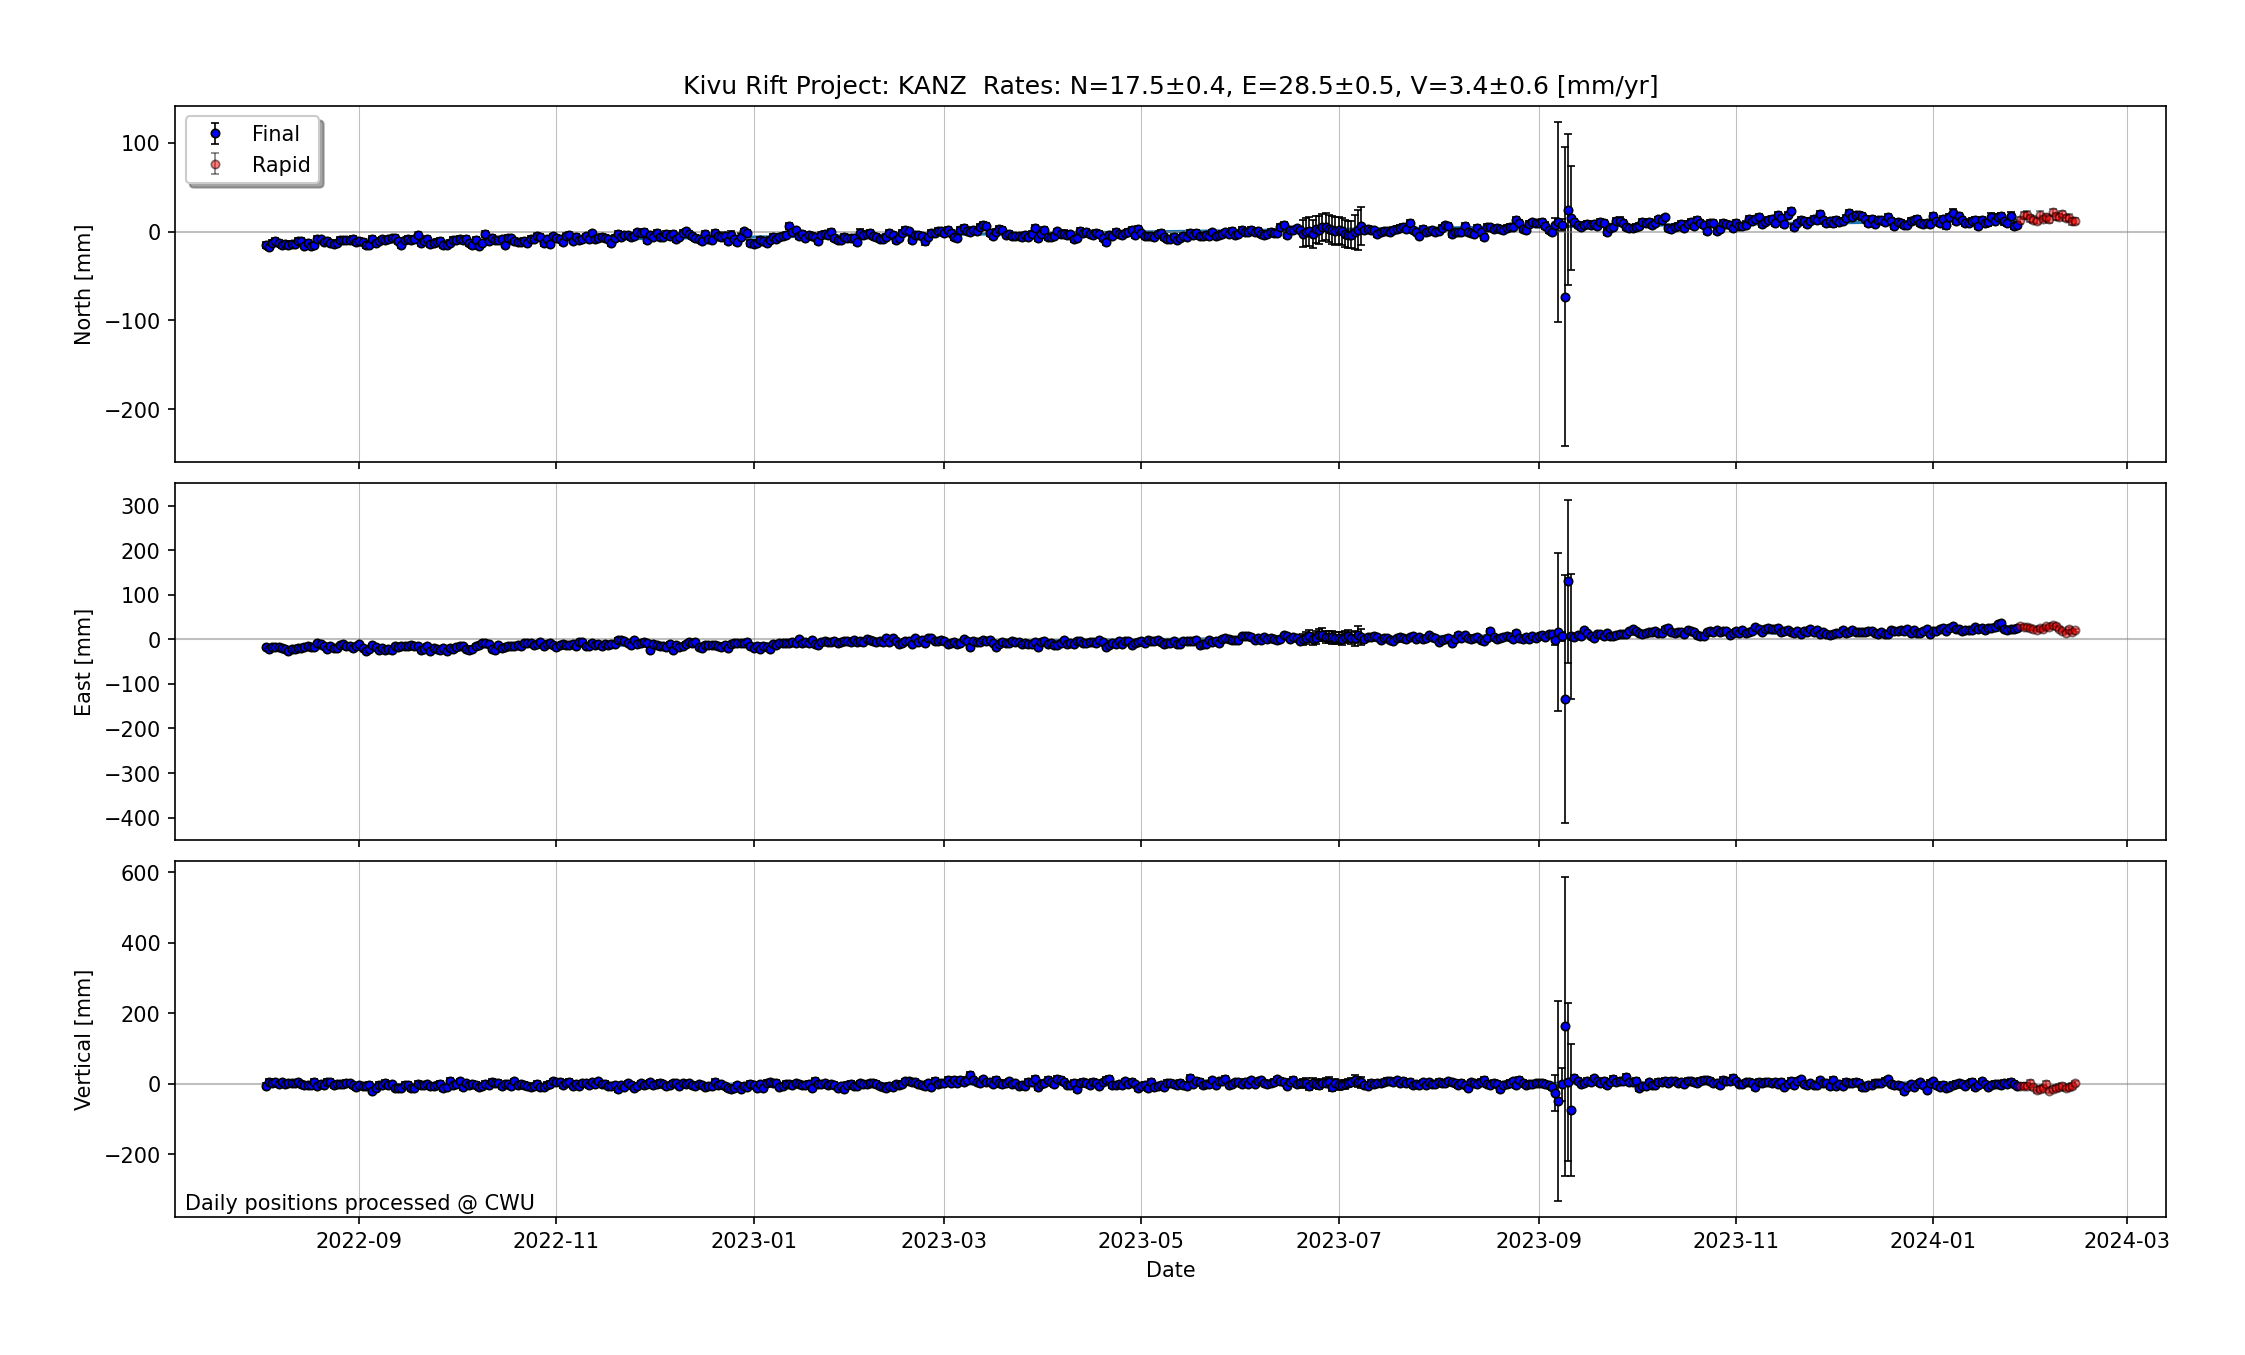 Kivu Rift Project: KANZ  Rates: N=17.5±0.4, E=28.5±0.5, V=3.4±0.6 [mm/yr]
Final
Rapid
100
0
−100
−200
North [mm]
300
200
100
0
−100
−200
−300
−400
East [mm]
600
400
200
0
−200
Vertical [mm]
Daily positions processed @ CWU
2022-09 2022-11 2023-01 2023-03 2023-05 2023-07 2023-09 2023-11 2024-01 2024-03
Date